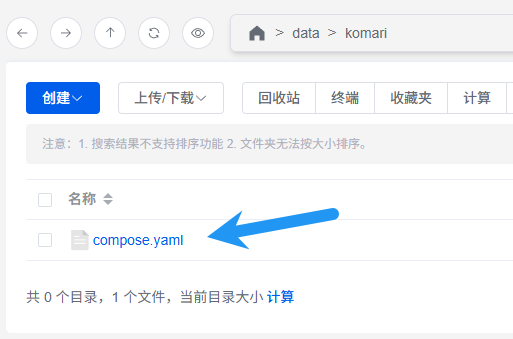 > data > komari
创建 上传/下载 回收站 终端 收藏夹 计算
注意：1. 搜索结果不支持排序功能 2. 文件夹无法按大小排序。
名称
compose.yaml
共 0 个目录，1 个文件，当前目录大小 计算